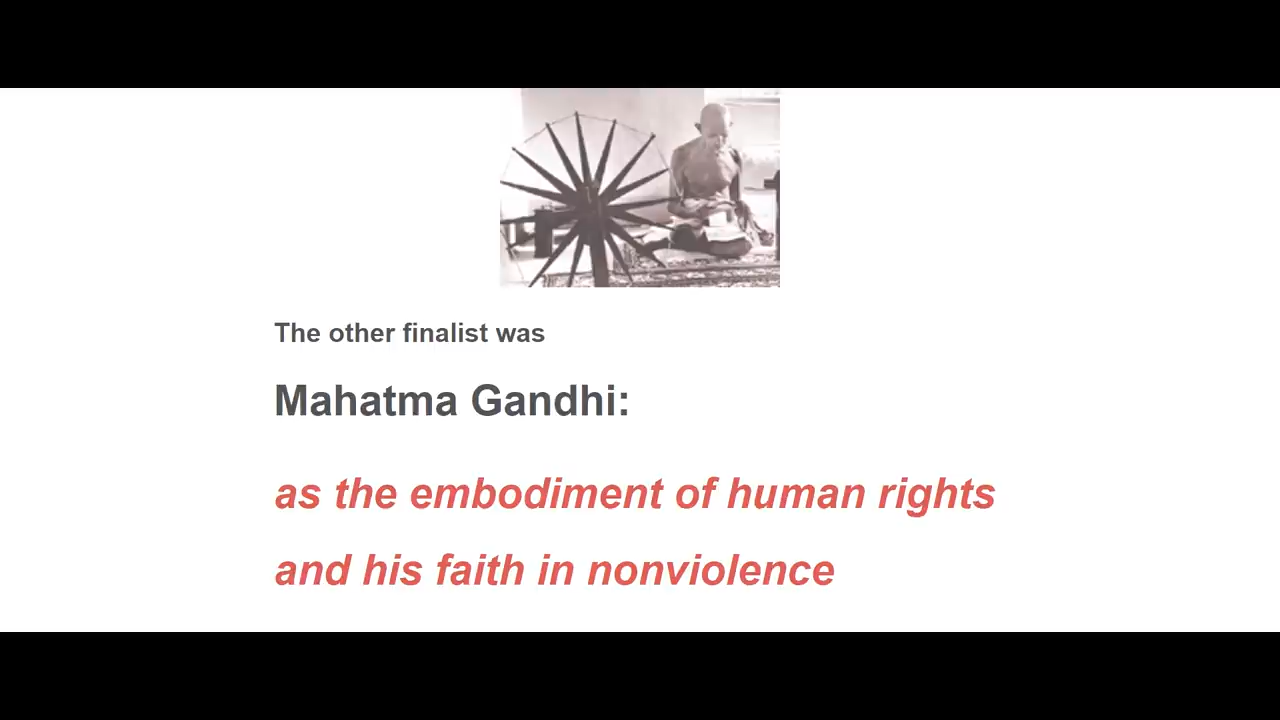 The other finalist was
Mahatma Gandhi:
as the embodiment of human rights
and his faith in nonviolence